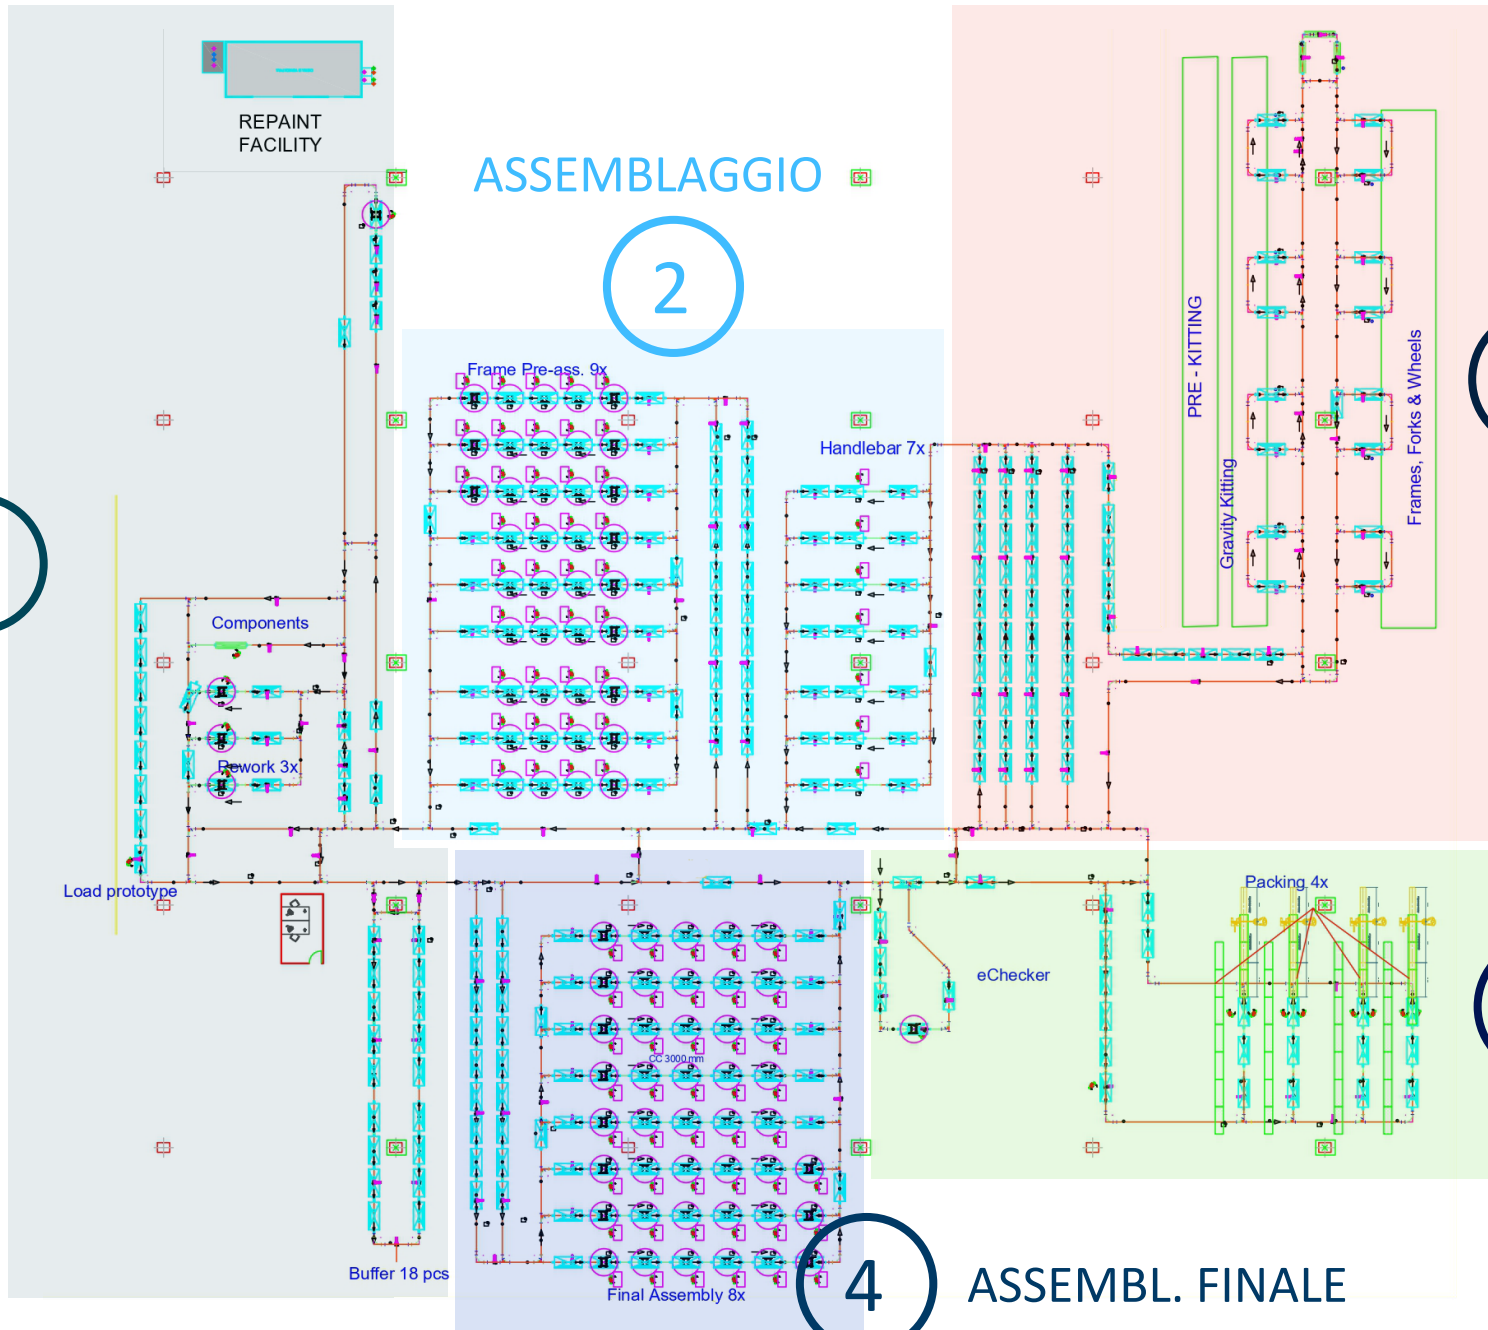 REPAINT
FACILITY
ASSEMBLAGGIO
2
Frame Pre-ass. 9x
Handlebar 7x
PRE - KITTING
Gravity Kitting
Frames, Forks & Wheels
Components
Rework 3x
Load prototype
Packing 4x
eChecker
CC 3000 mm
Buffer 18 pcs
Final Assembly 8x
4
ASSEMBL. FINALE